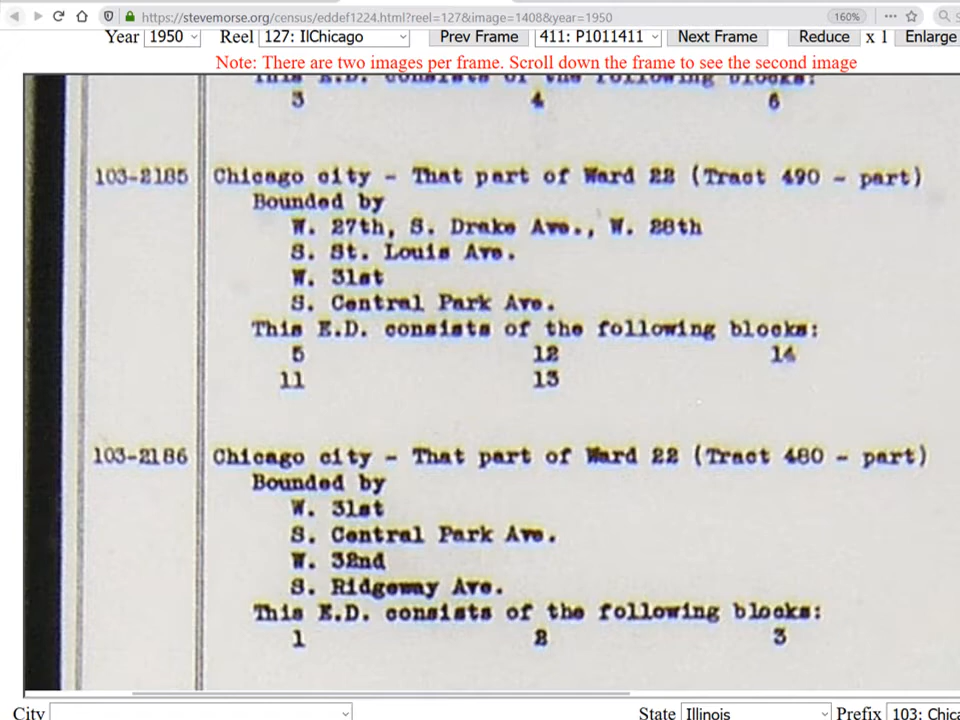 https://stevemorse.org/census/eddef1224.html?reel=127&image=1408&year=1950 160%
Year 1950 Reel 127: IlChicago Prev Frame 411: P1011411 Next Frame Reduce x 1 Enlarge
Note: There are two images per frame. Scroll down the frame to see the second image
This E.D. consists of the following blocks:
3 4 6
103-2185 Chicago city - That part of Ward 22 (Tract 490 - part)
Bounded by
W. 27th, S. Drake Ave., W. 28th
S. St. Louis Ave.
W. 31st
S. Central Park Ave.
This E.D. consists of the following blocks:
5 12 14
11 13
103-2186 Chicago city - That part of Ward 22 (Tract 480 - part)
Bounded by
W. 31st
S. Central Park Ave.
W. 32nd
S. Ridgeway Ave.
This E.D. consists of the following blocks:
1 2 3
City State Illinois Prefix 103: Chica